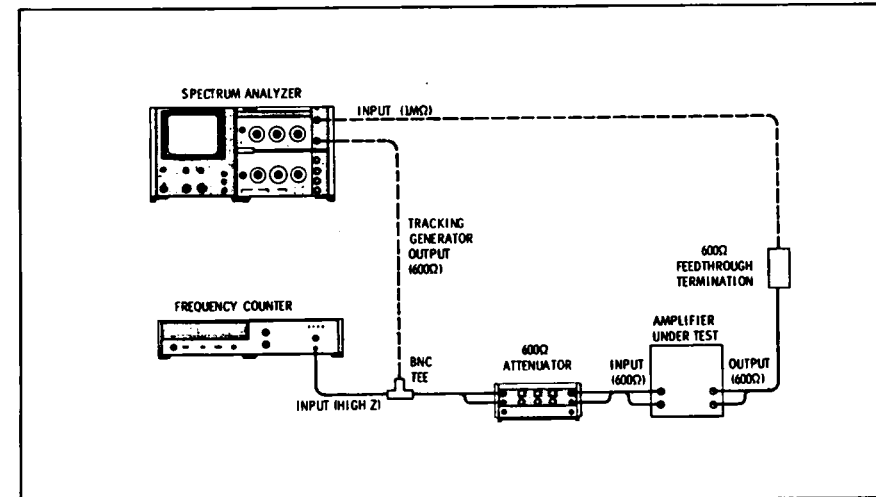 SPECTRUM ANALYZER
INPUT (1MΩ)
TRACKING
GENERATOR
OUTPUT
(600Ω)
600Ω
FEEDTHROUGH
TERMINATION
FREQUENCY COUNTER
AMPLIFIER
UNDER TEST
BNC
TEE
600Ω
ATTENUATOR
INPUT
(600Ω)
OUTPUT
(600Ω)
INPUT (HIGH Z)